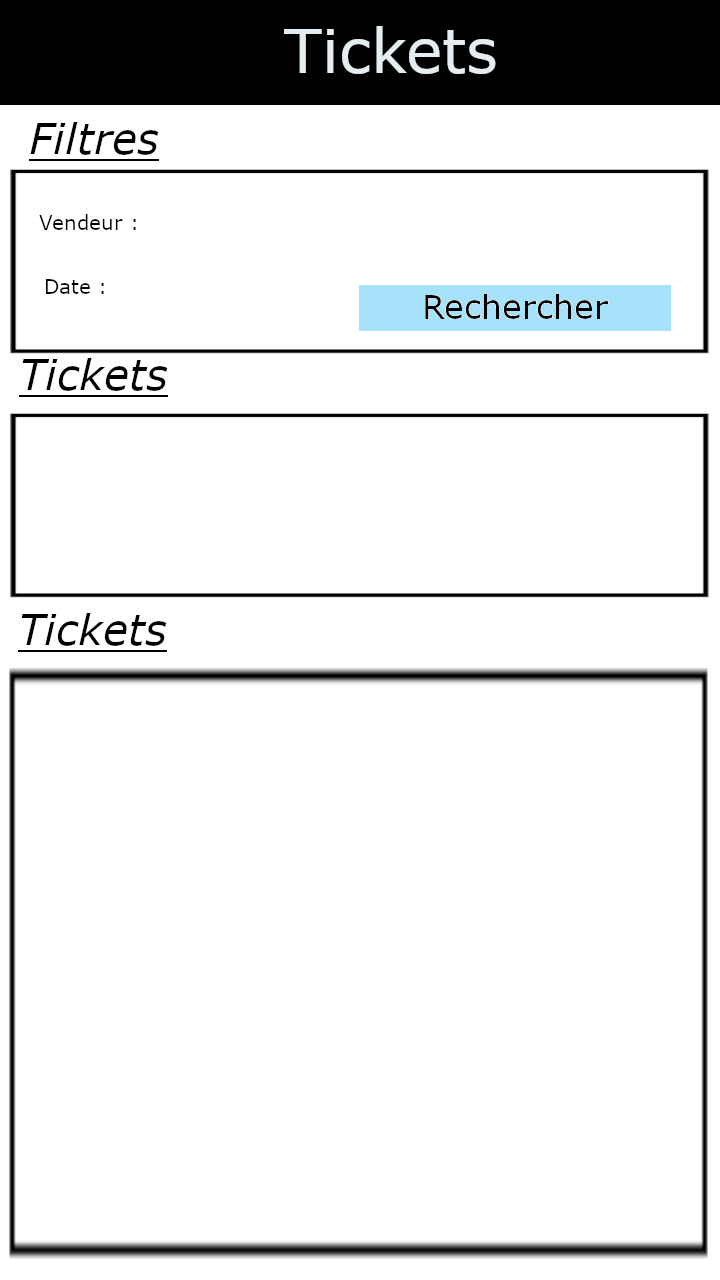 Tickets
Filtres
Vendeur :
Date :
Rechercher
Tickets
Tickets